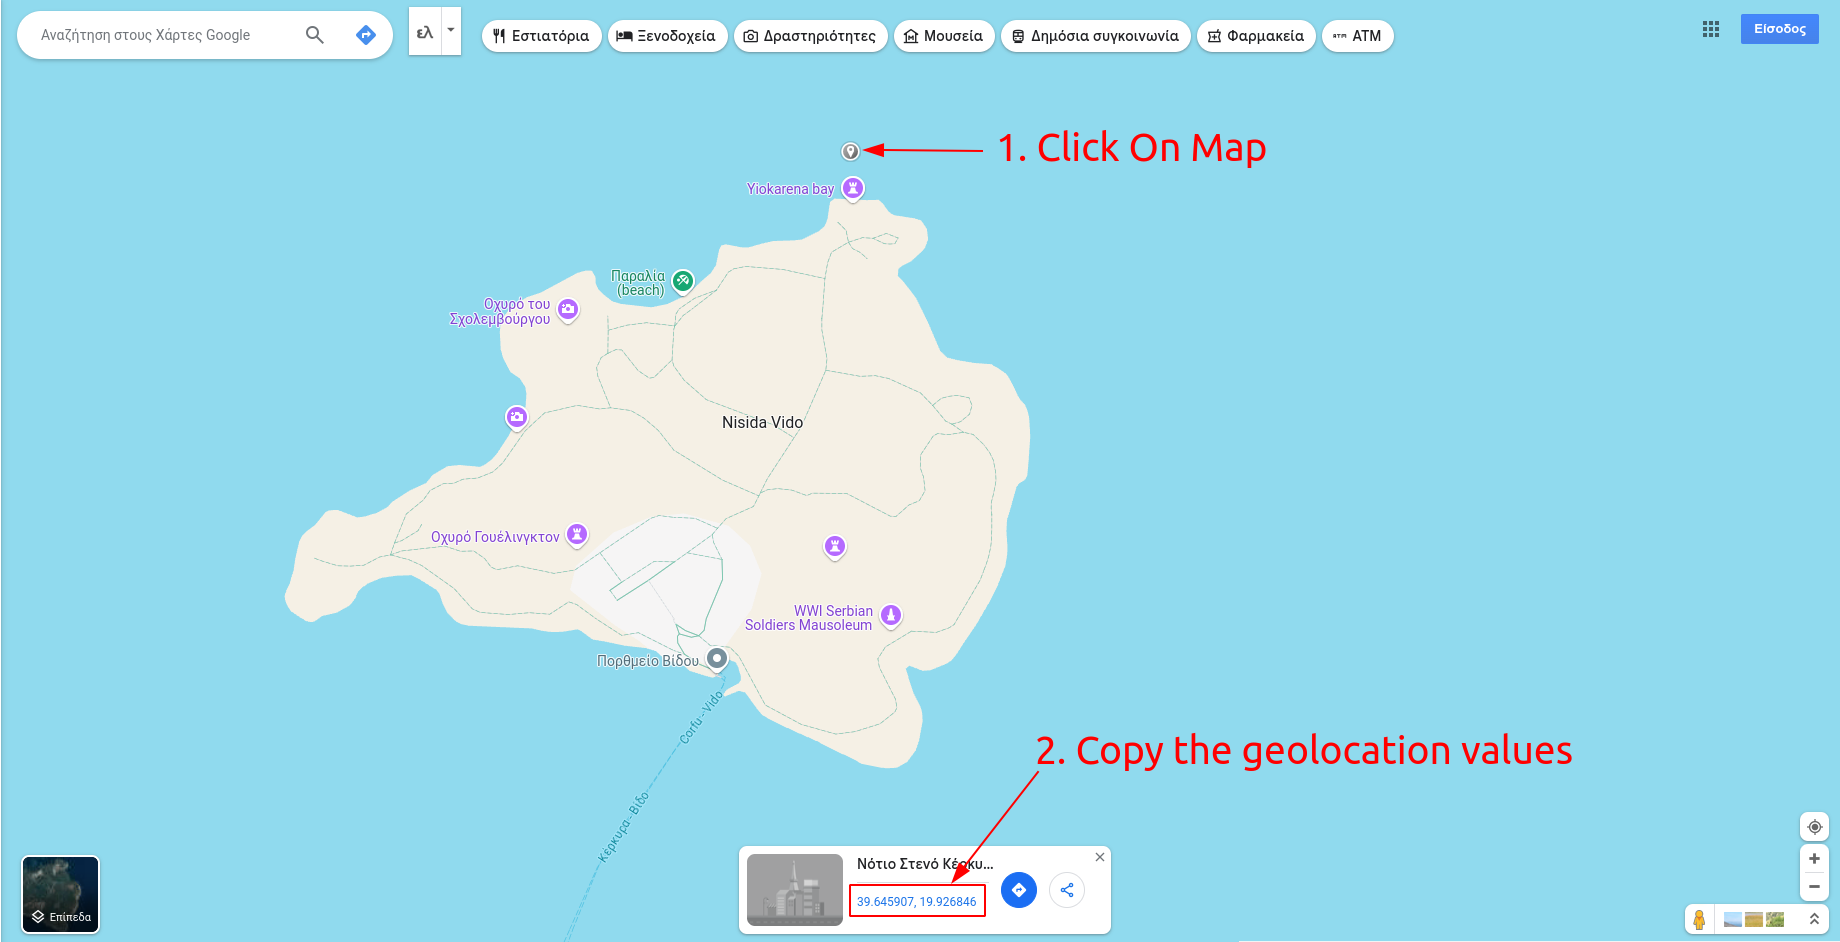 Αναζήτηση στους Χάρτες Google
ελ
Εστιατόρια
Ξενοδοχεία
Δραστηριότητες
Μουσεία
Δημόσια συγκοινωνία
Φαρμακεία
ATM
Είσοδος
1. Click On Map
Yiokarena bay
Παραλία
(beach)
Οχυρό του
Σχολεμβούργου
Nisida Vido
Οχυρό Γουέλινγκτον
WWI Serbian
Soldiers Mausoleum
Πορθμείο Βίδου
Corfu - Vido
2. Copy the geolocation values
Κέρκυρα - Βίδο
Νότιο Στενό Κέρκυ...
39.645907, 19.926846
Επίπεδα